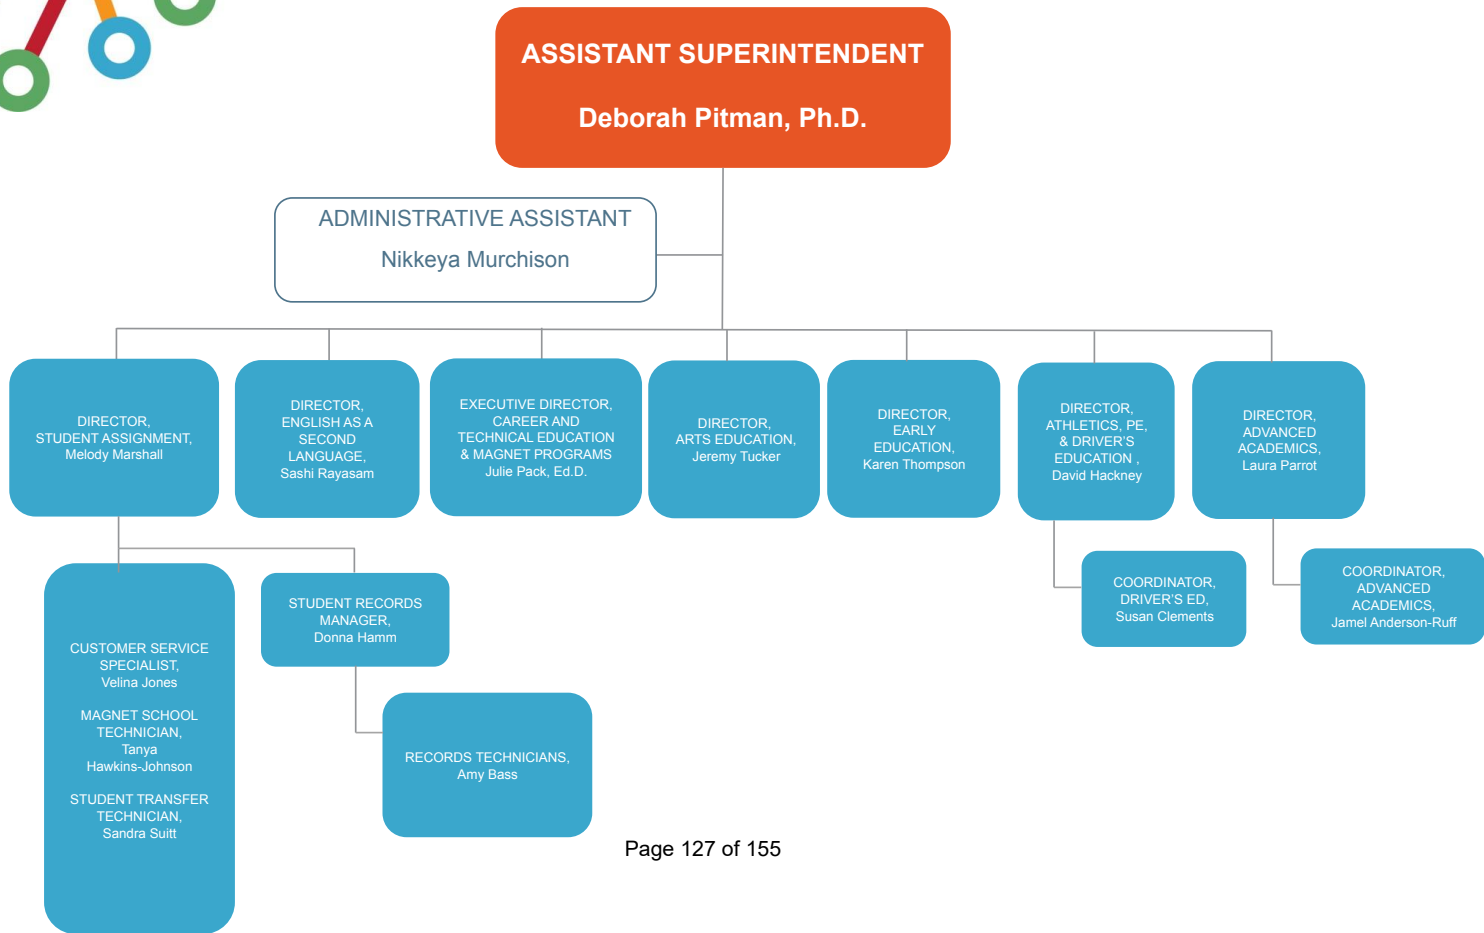 ASSISTANT SUPERINTENDENT
Deborah Pitman, Ph.D.
ADMINISTRATIVE ASSISTANT
Nikkeya Murchison
DIRECTOR,
STUDENT ASSIGNMENT,
Melody Marshall
DIRECTOR,
ENGLISH AS A
SECOND
LANGUAGE,
Sashi Rayasam
EXECUTIVE DIRECTOR,
CAREER AND
TECHNICAL EDUCATION
& MAGNET PROGRAMS
Julie Pack, Ed.D.
DIRECTOR,
ARTS EDUCATION,
Jeremy Tucker
DIRECTOR,
EARLY
EDUCATION,
Karen Thompson
DIRECTOR,
ATHLETICS, PE,
& DRIVER'S
EDUCATION ,
David Hackney
DIRECTOR,
ADVANCED
ACADEMICS,
Laura Parrot
CUSTOMER SERVICE
SPECIALIST,
Velina Jones
MAGNET SCHOOL
TECHNICIAN,
Tanya
Hawkins-Johnson
STUDENT TRANSFER
TECHNICIAN,
Sandra Suitt
STUDENT RECORDS
MANAGER,
Donna Hamm
RECORDS TECHNICIANS,
Amy Bass
COORDINATOR,
DRIVER'S ED,
Susan Clements
COORDINATOR,
ADVANCED
ACADEMICS,
Jamel Anderson-Ruff
Page 127 of 155